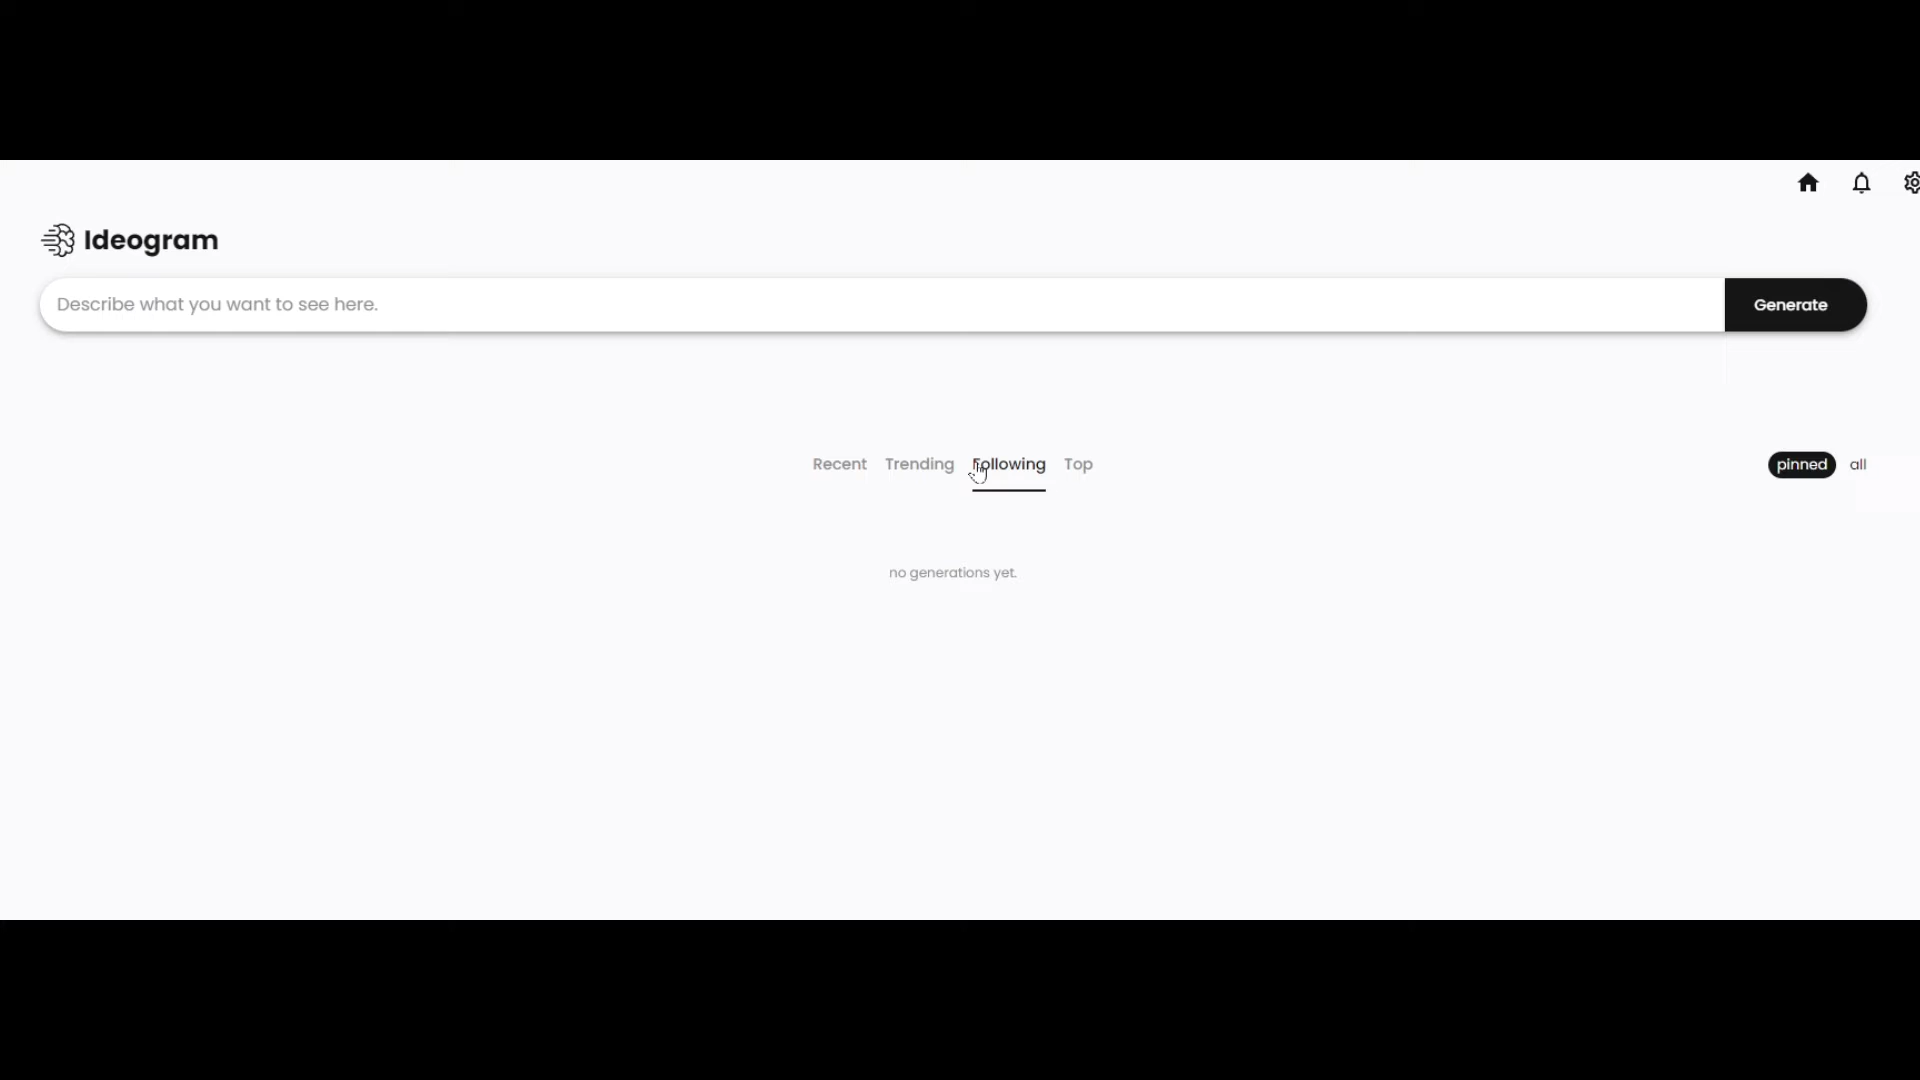 Ideogram
Describe what you want to see here.
Generate
Recent Trending Following Top
pinned all
no generations yet.